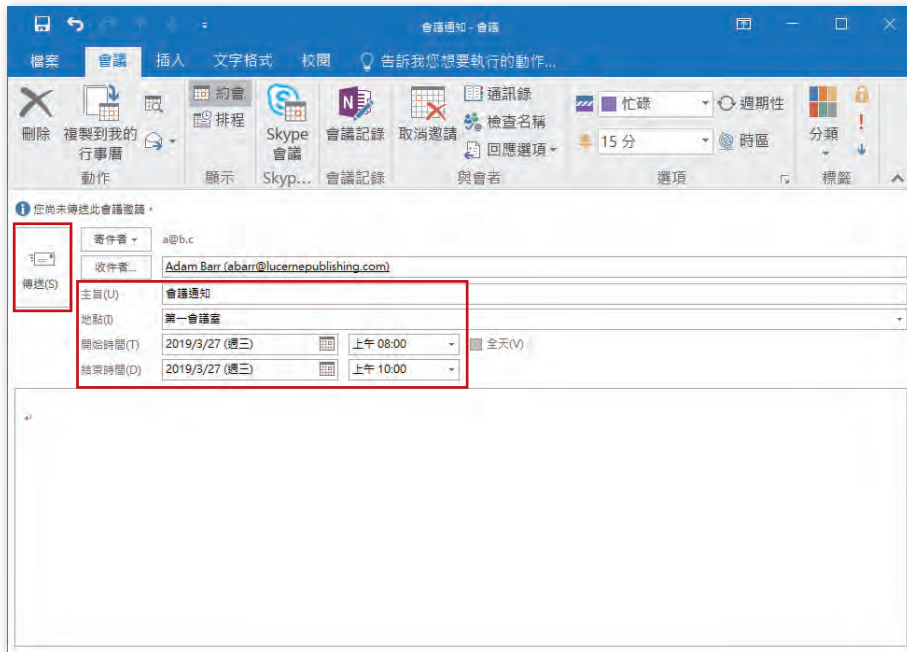 會議通知 - 會議
檔案 會議 插入 文字格式 校閱 告訴我您想要執行的動作...
刪除 複製到我的行事曆 約會 排程 Skype 會議 會議記錄 取消邀請 通訊錄 檢查名稱 回應選項 忙碌 15 分 週期性 時區 分類
動作 顯示 Skyp... 會議記錄 與會者 選項 標籤
您尚未傳送此會議邀請。
傳送(S)
寄件者 a@b.c
收件者... Adam Barr (abarr@lucernepublishing.com)
主旨(U) 會議通知
地點(I) 第一會議室
開始時間(T) 2019/3/27 (週三) 上午 08:00 全天(V)
結束時間(D) 2019/3/27 (週三) 上午 10:00